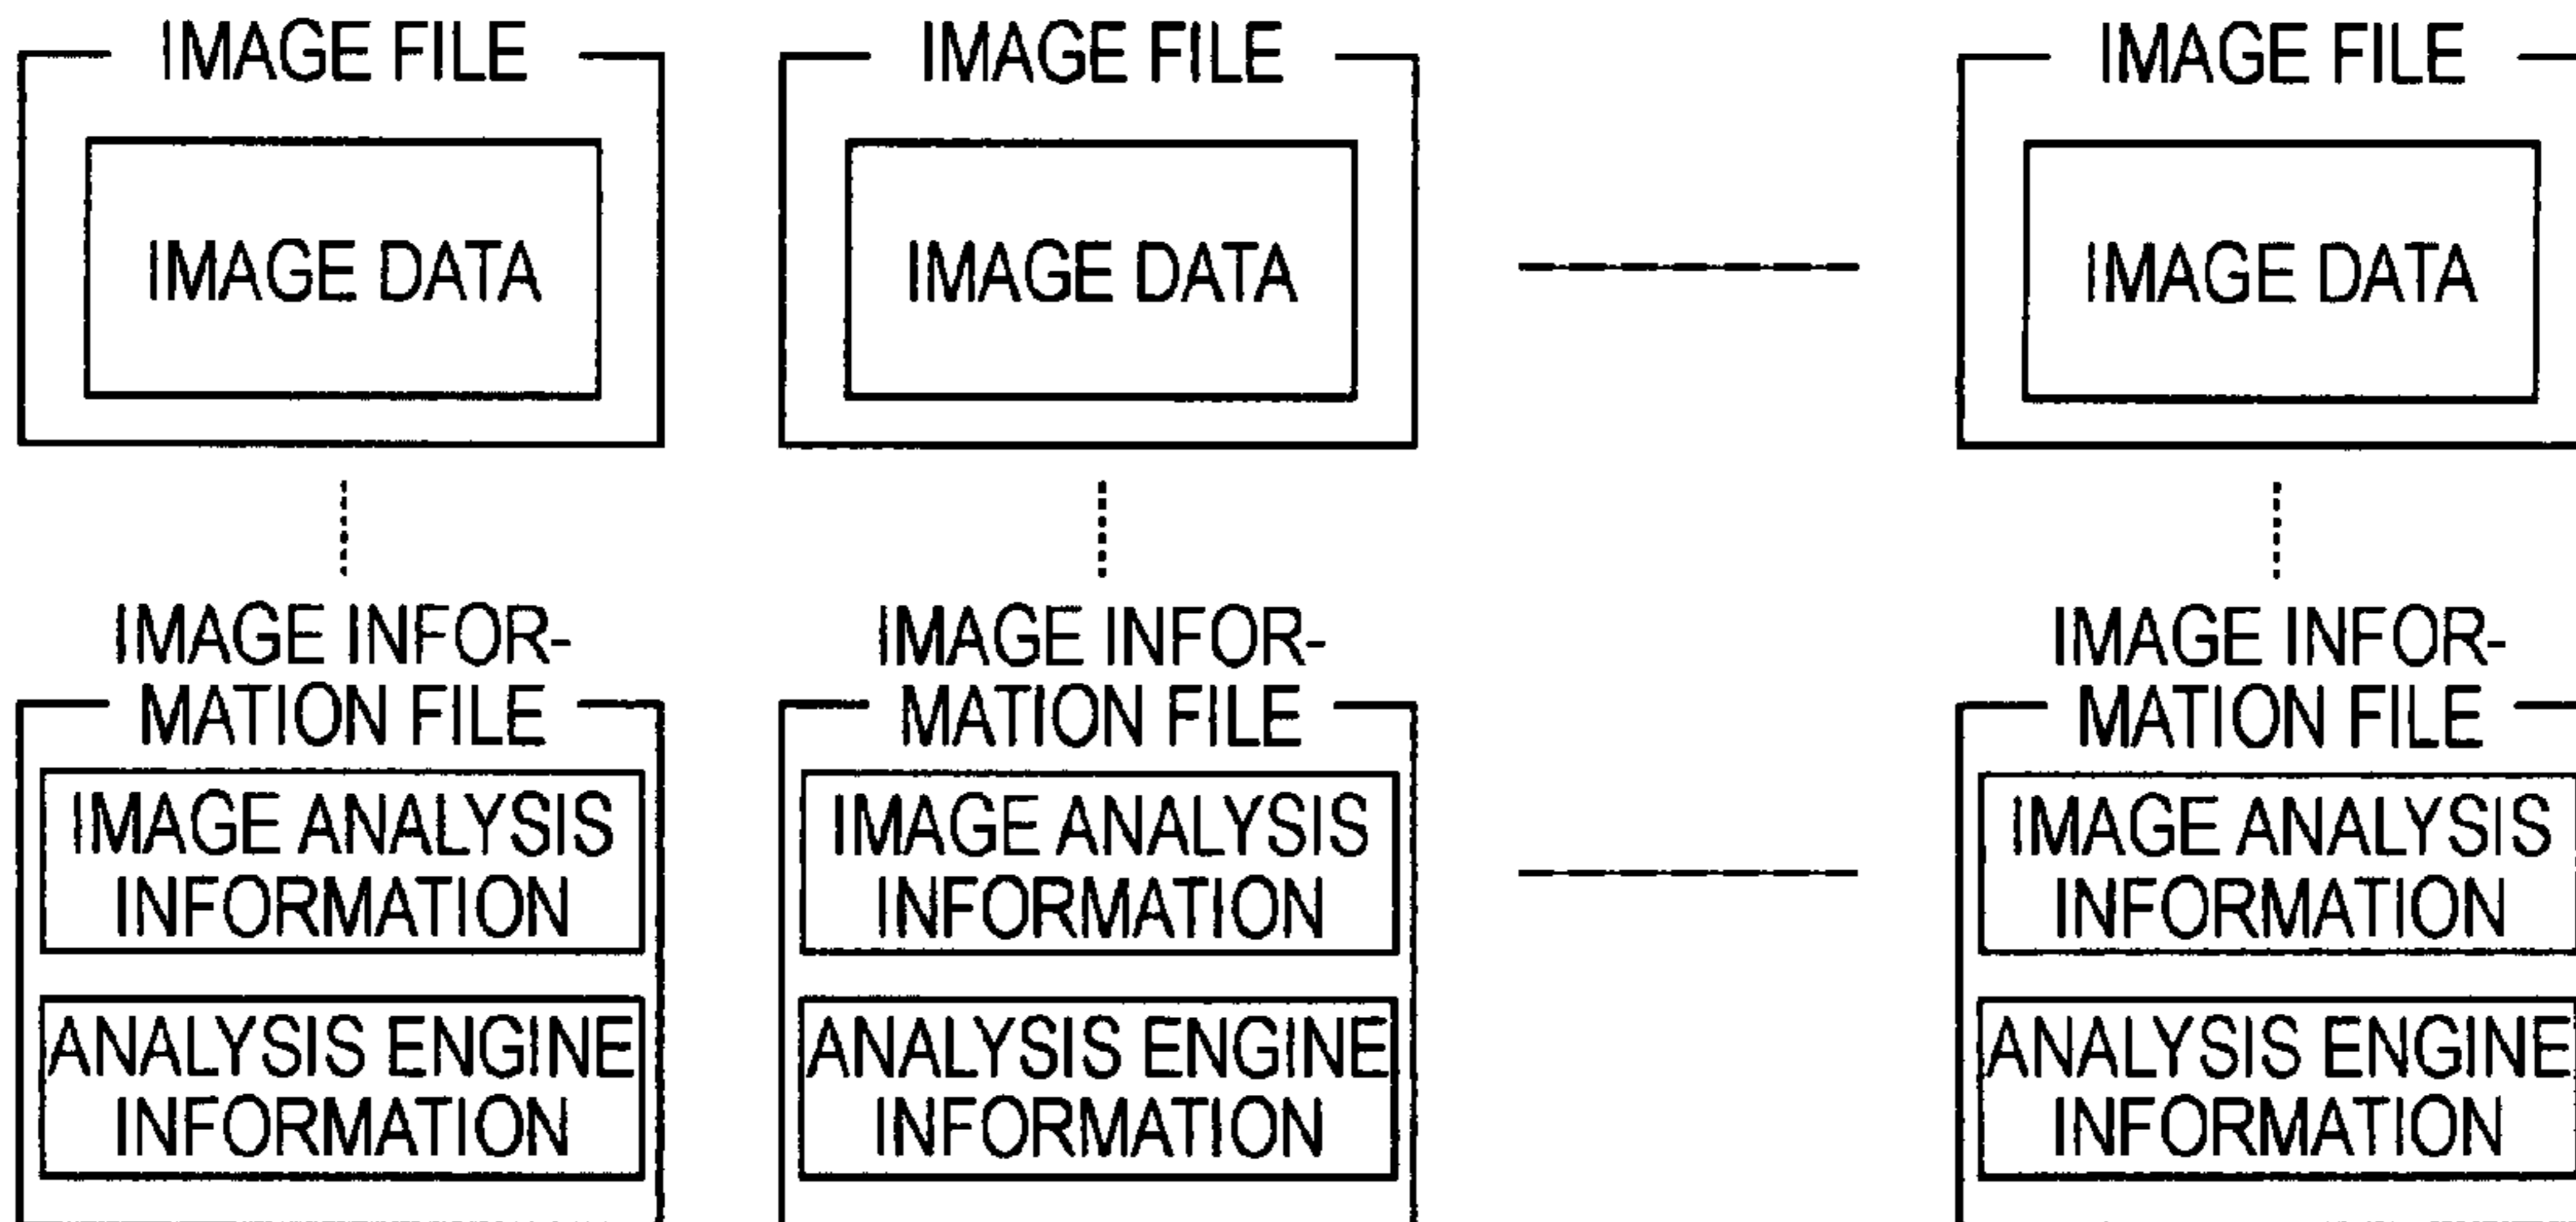 IMAGE FILE
IMAGE DATA
IMAGE FILE
IMAGE DATA
IMAGE FILE
IMAGE DATA
IMAGE INFOR-
MATION FILE
IMAGE ANALYSIS
INFORMATION
ANALYSIS ENGINE
INFORMATION
IMAGE INFOR-
MATION FILE
IMAGE ANALYSIS
INFORMATION
ANALYSIS ENGINE
INFORMATION
IMAGE INFOR-
MATION FILE
IMAGE ANALYSIS
INFORMATION
ANALYSIS ENGINE
INFORMATION